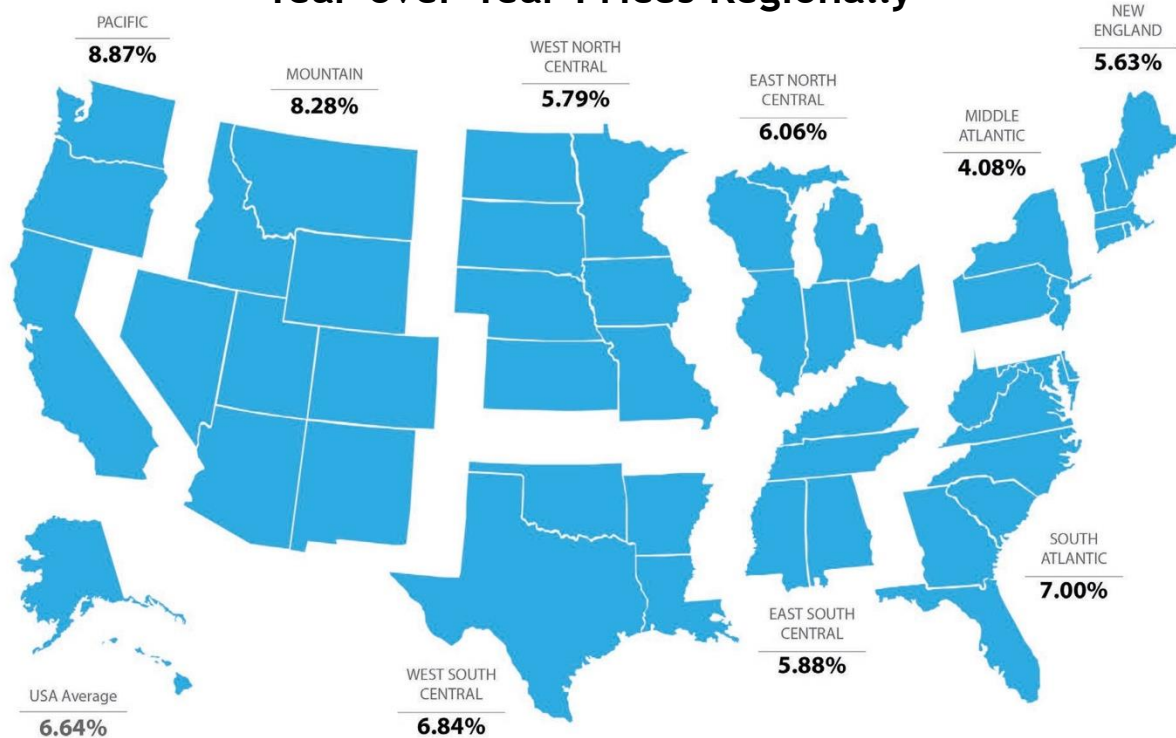 Year-over-Year Prices Regionally
PACIFIC
8.87%
MOUNTAIN
8.28%
WEST NORTH
CENTRAL
5.79%
EAST NORTH
CENTRAL
6.06%
MIDDLE
ATLANTIC
4.08%
NEW
ENGLAND
5.63%
USA Average
6.64%
WEST SOUTH
CENTRAL
6.84%
EAST SOUTH
CENTRAL
5.88%
SOUTH
ATLANTIC
7.00%